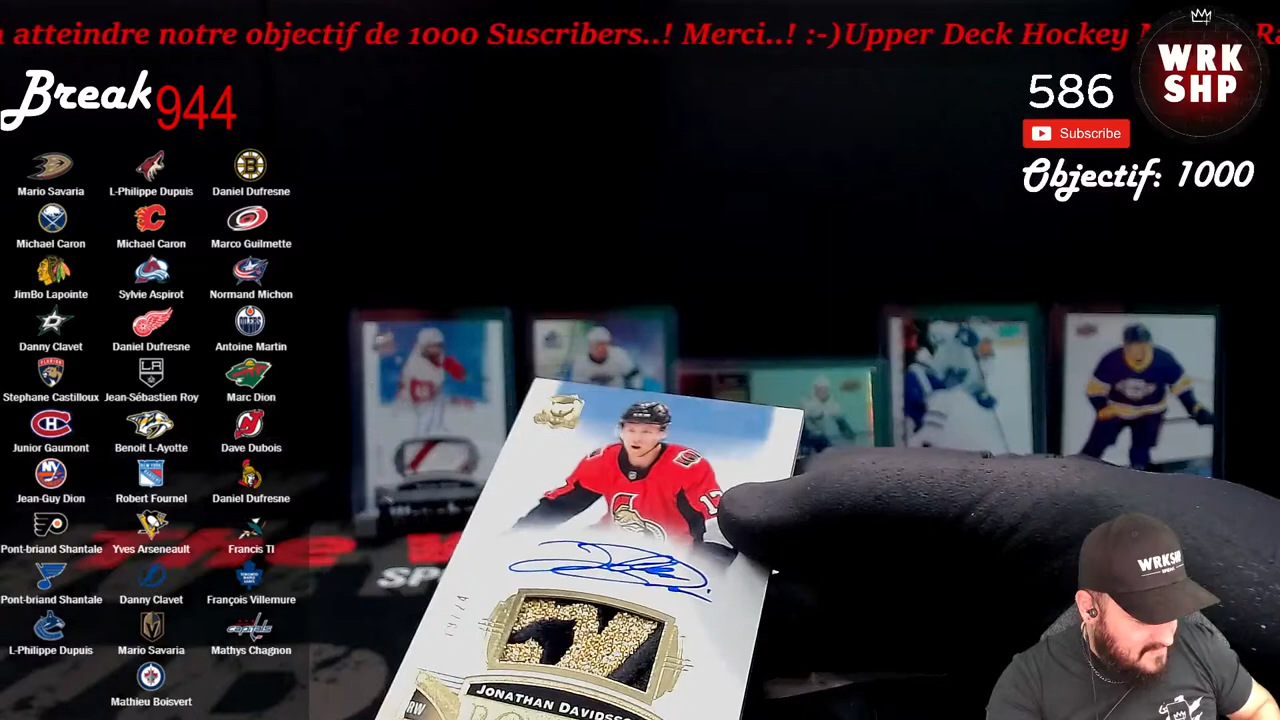 atteindre notre objectif de 1000 Suscribers..! Merci..! :-)Upper Deck Hockey
WRK
SHP
Break 944
586
Subscribe
Objectif: 1000
Mario Savaria L-Philippe Dupuis Daniel Dufresne
Michael Caron Michael Caron Marco Guilmette
JimBo Lapointe Sylvie Aspirot Normand Michon
Danny Clavet Daniel Dufresne Antoine Martin
Stephane Castilloux Jean-Sébastien Roy Marc Dion
Junior Gaumont Benoit L-Ayotte Dave Dubois
Jean-Guy Dion Robert Fournel Daniel Dufresne
Pont-briand Shantale Yves Arseneault Francis TI
Pont-briand Shantale Danny Clavet François Villemure
L-Philippe Dupuis Mario Savaria Mathys Chagnon
Mathieu Boisvert
JONATHAN DAVIDSSO
RW
WRKSHP